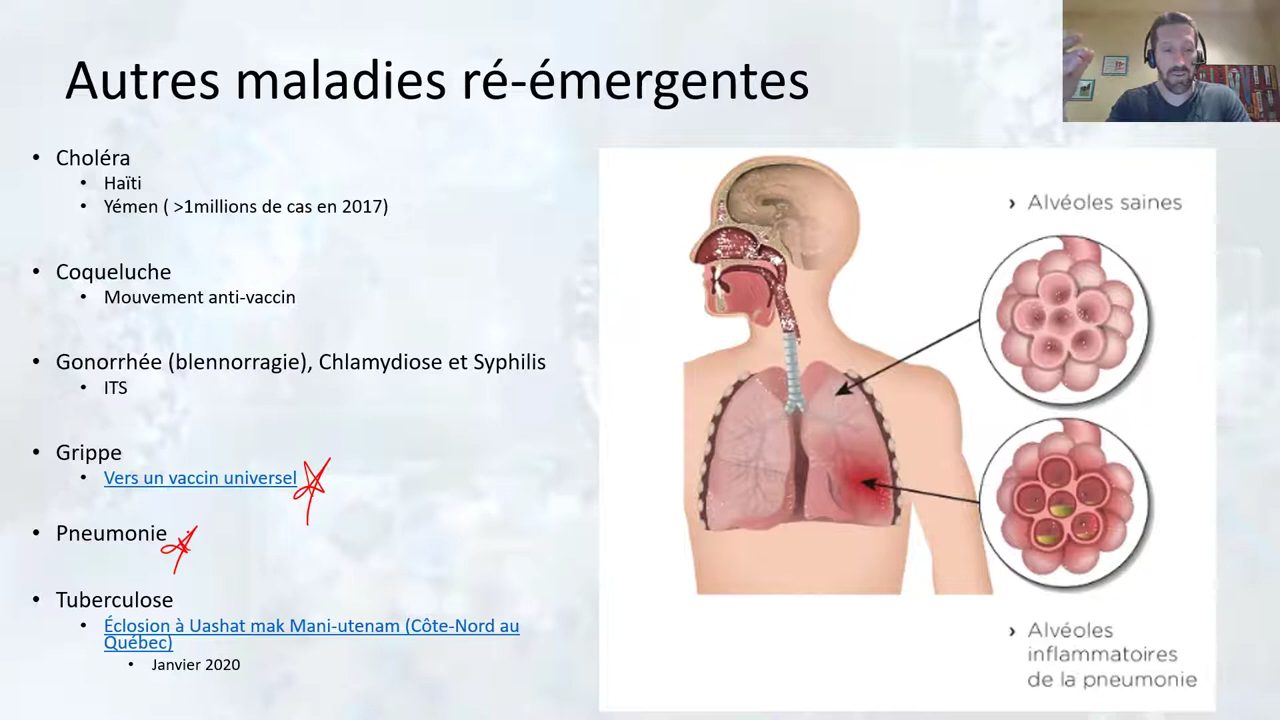 Autres maladies ré-émergentes
• Choléra
• Haïti
• Yémen ( >1millions de cas en 2017)
• Coqueluche
• Mouvement anti-vaccin
• Gonorrhée (blennorragie), Chlamydiose et Syphilis
• ITS
• Grippe
• Vers un vaccin universel
• Pneumonie
• Tuberculose
• Éclosion à Uashat mak Mani-utenam (Côte-Nord au
Québec)
• Janvier 2020
› Alvéoles saines
› Alvéoles
inflammatoires
de la pneumonie